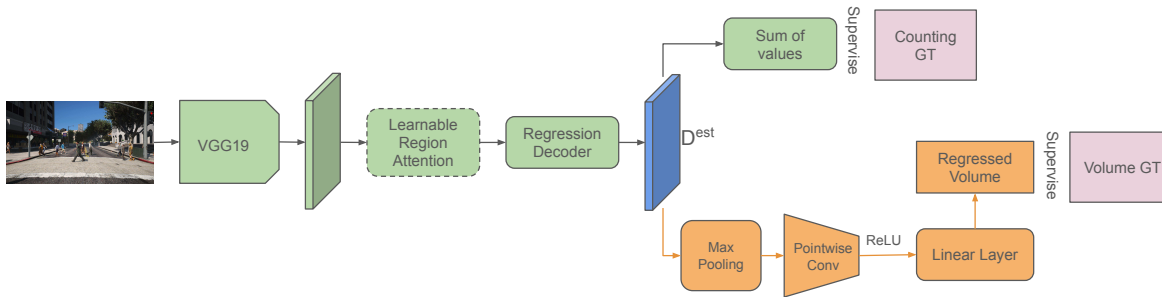 VGG19
Learnable
Region
Attention
Regression
Decoder
D^est
Sum of
values
Supervise
Counting
GT
Max
Pooling
Pointwise
Conv
ReLU
Linear Layer
Regressed
Volume
Supervise
Volume GT